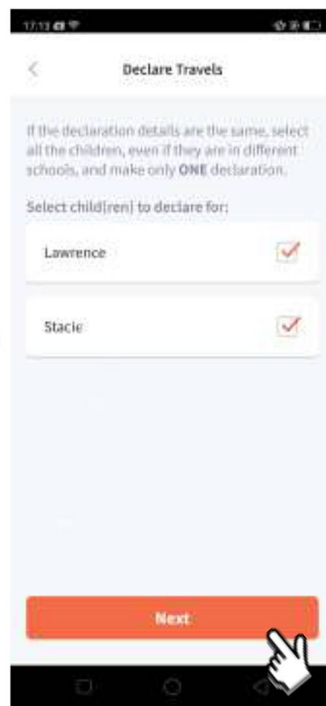 17:13
Declare Travels
If the declaration details are the same, select
all the children, even if they are in different
schools, and make only ONE declaration.
Select child(ren) to declare for:
Lawrence
Stacie
Next